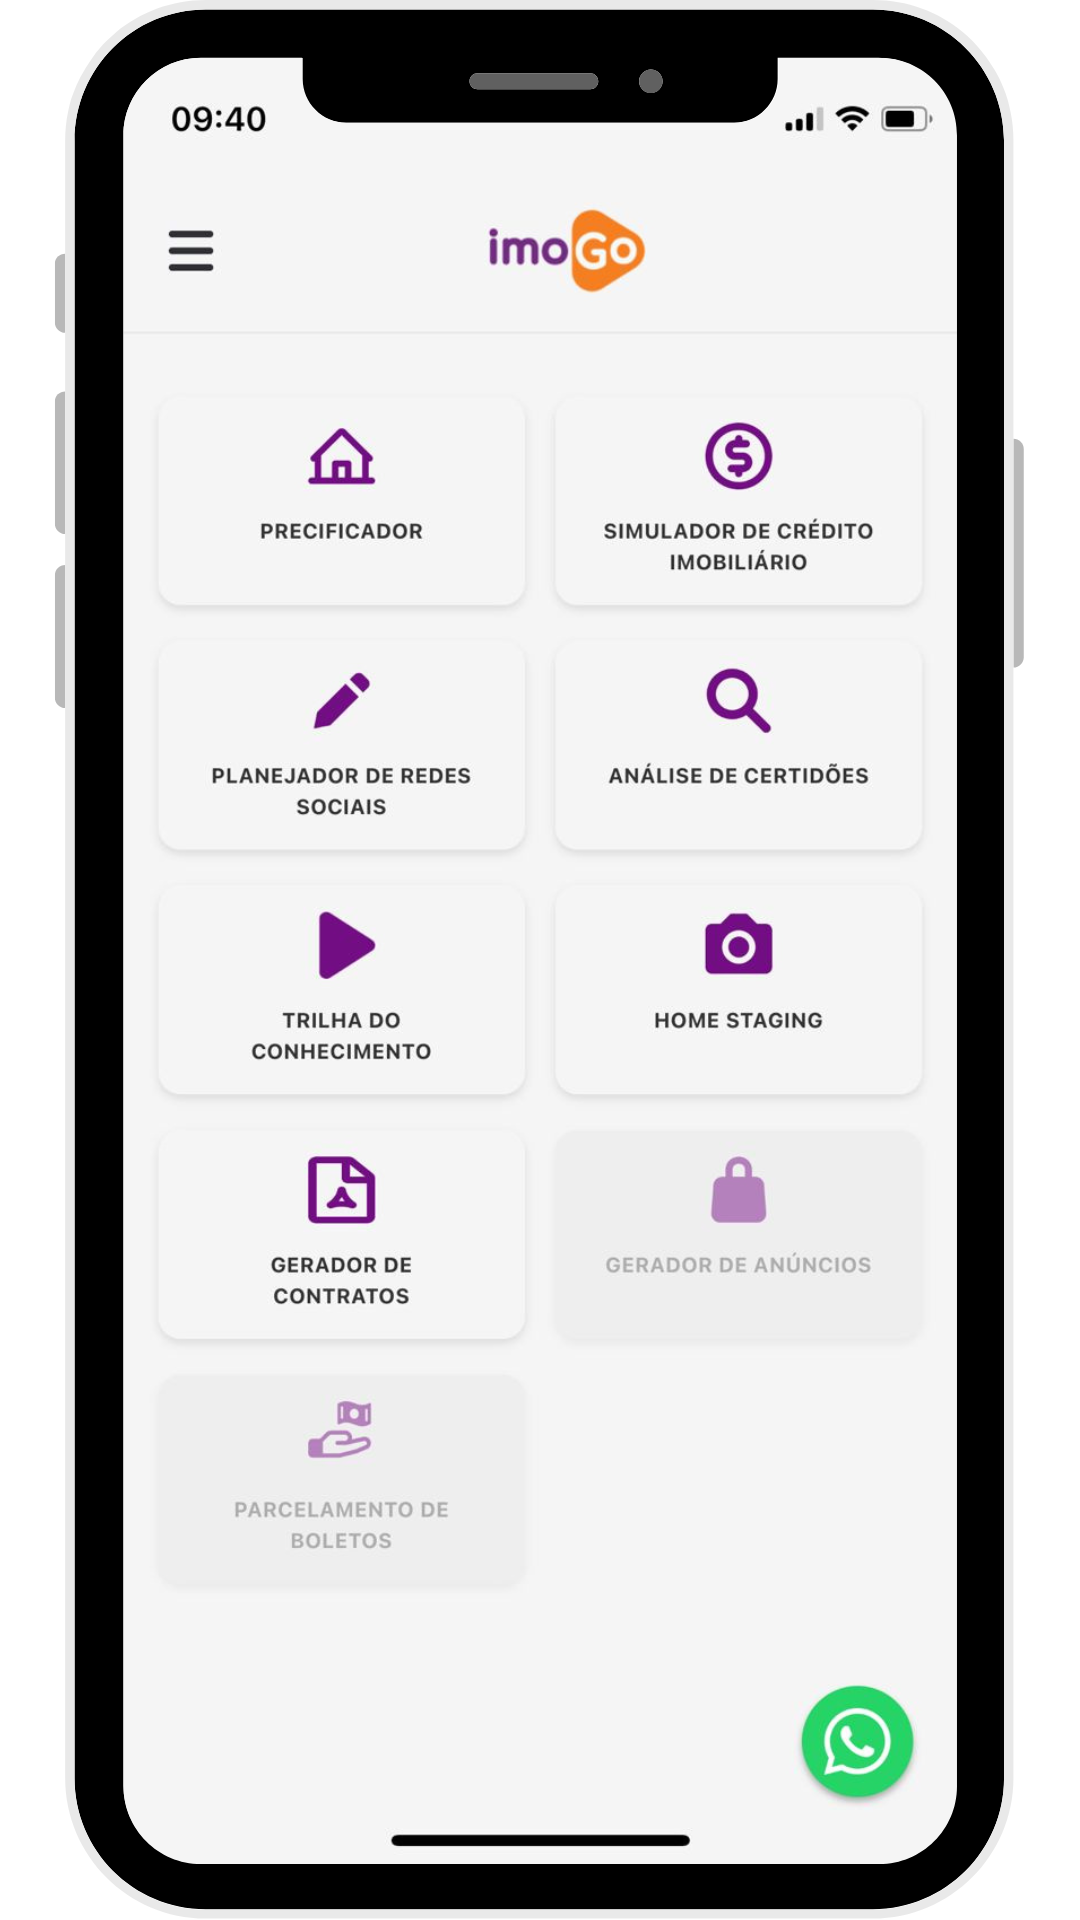 09:40
imoGo
PRECIFICADOR
SIMULADOR DE CRÉDITO
IMOBILIÁRIO
PLANEJADOR DE REDES
SOCIAIS
ANÁLISE DE CERTIDÕES
TRILHA DO
CONHECIMENTO
HOME STAGING
GERADOR DE
CONTRATOS
GERADOR DE ANÚNCIOS
PARCELAMENTO DE
BOLETOS